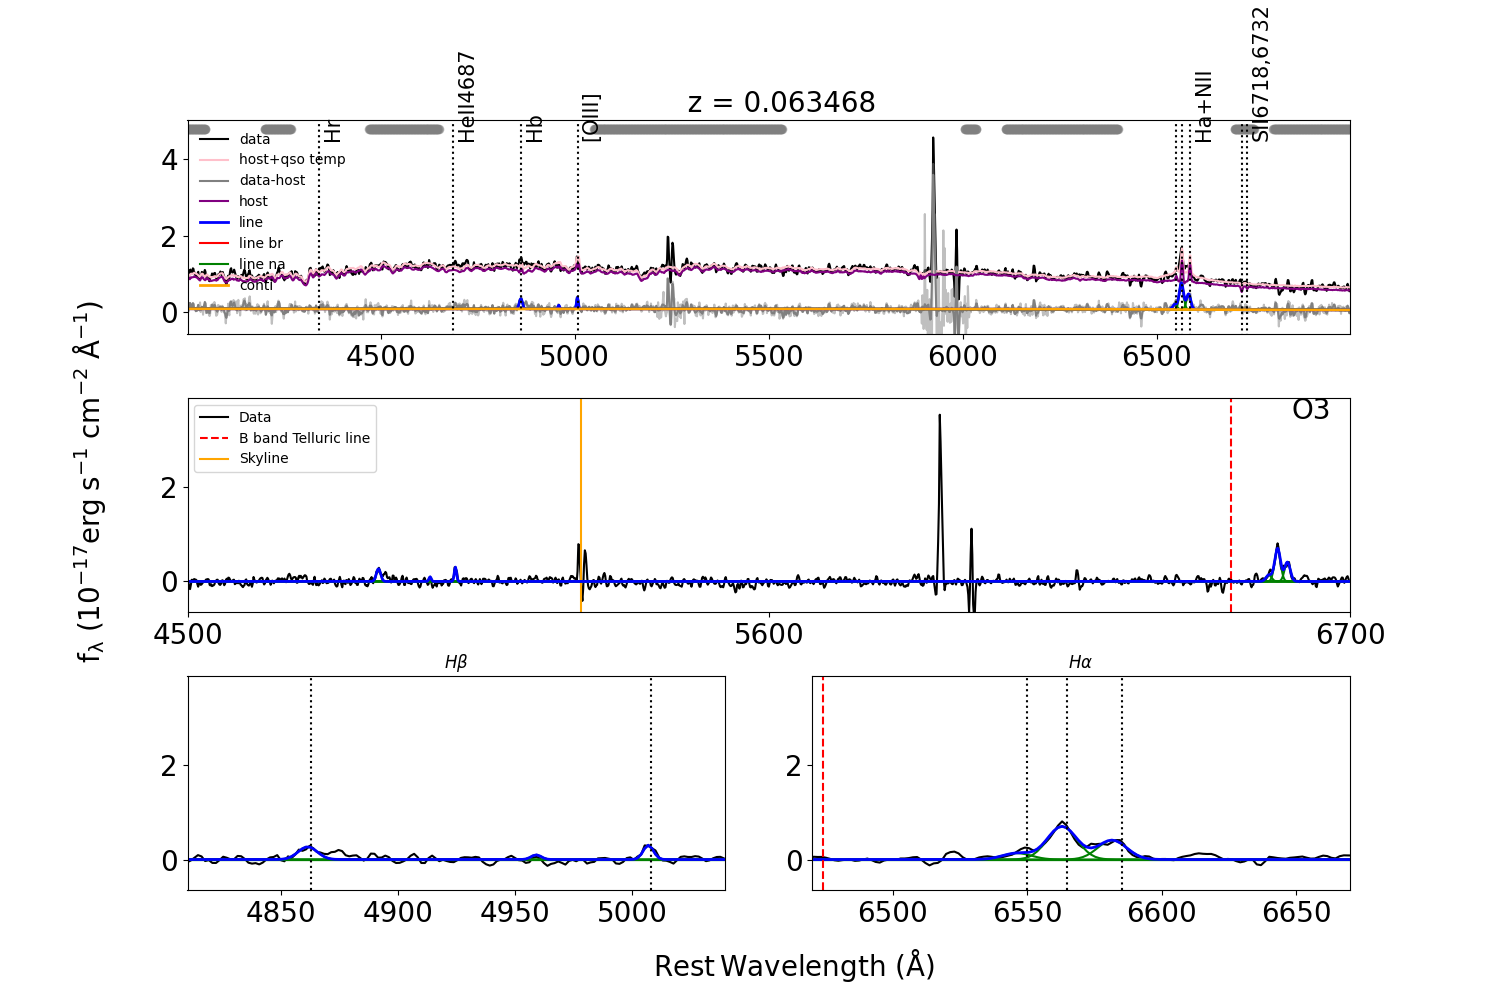 z = 0.063468
Hr
HeII4687
Hb
[OIII]
Ha+NII
SII6718,6732
data
host+qso temp
data-host
host
line
line br
line na
conti
4
2
0
4500
5000
5500
6000
6500
O3
Data
B band Telluric line
Skyline
2
0
4500
5600
6700
fλ (10⁻¹⁷erg s⁻¹ cm⁻² Å⁻¹)
Hβ
2
0
4850
4900
4950
5000
Hα
2
0
6500
6550
6600
6650
Rest Wavelength (Å)